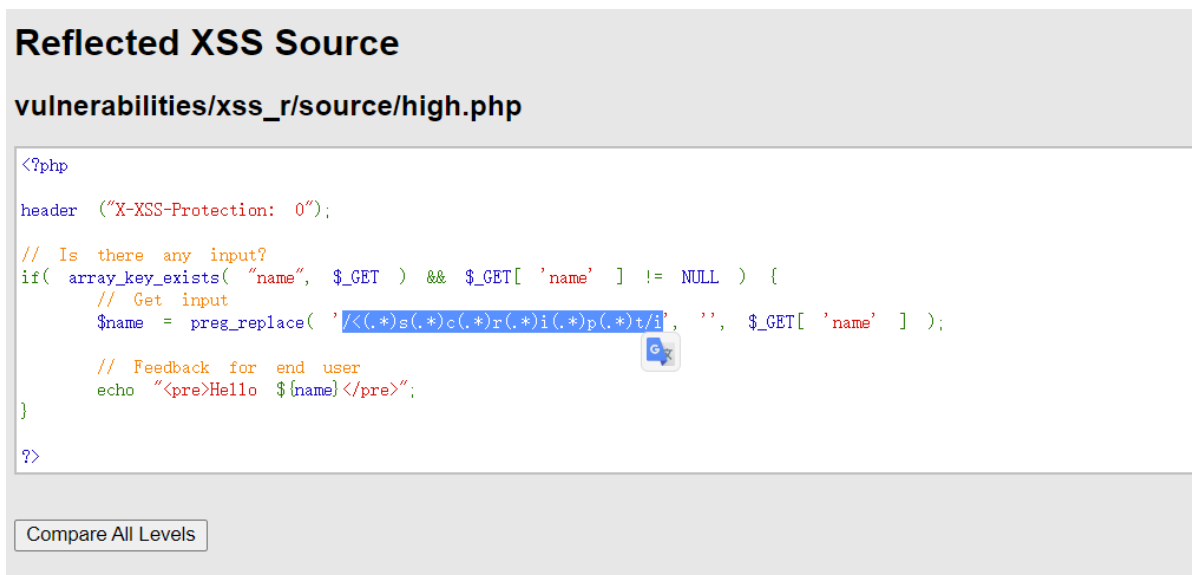 Reflected XSS Source
vulnerabilities/xss_r/source/high.php
<?php
header ("X-XSS-Protection: 0");
// Is there any input?
if( array_key_exists( "name", $_GET ) && $_GET[ 'name' ] != NULL ) {
// Get input
$name = preg_replace( '/<(.*)s(.*)c(.*)r(.*)i(.*)p(.*)t/i', '', $_GET[ 'name' ] );
// Feedback for end user
echo "<pre>Hello ${name}</pre>";
}
?>
Compare All Levels